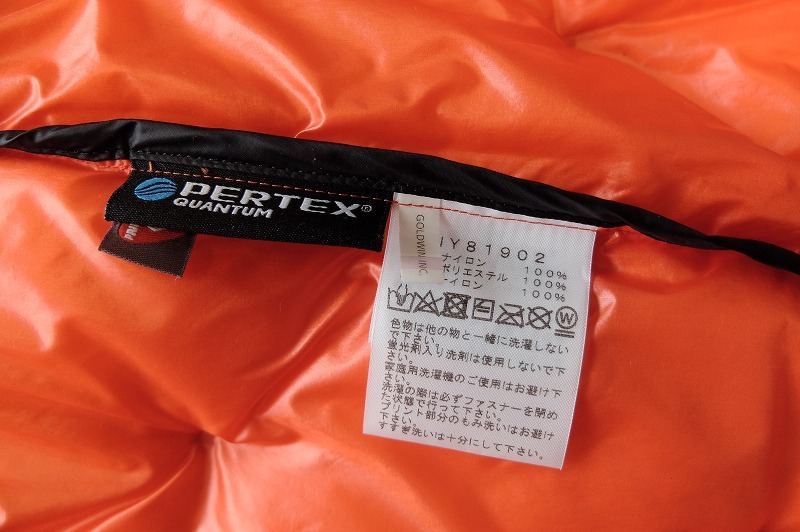 PERTEX®
QUANTUM
GOLDWIN INC.
IY81902
ナイロン 100%
ポリエステル 100%
ナイロン 100%
W
色物は他の物と一緒に洗濯しない
で下さい。
蛍光剤入り洗剤は使用しないで下
さい。
家庭用洗濯機のご使用はお避け下
さい。
洗濯の際は必ずファスナーを閉め
た状態で行って下さい。
プリント部分のもみ洗いはお避け
下さい。
すすぎ洗いは十分にして下さい。